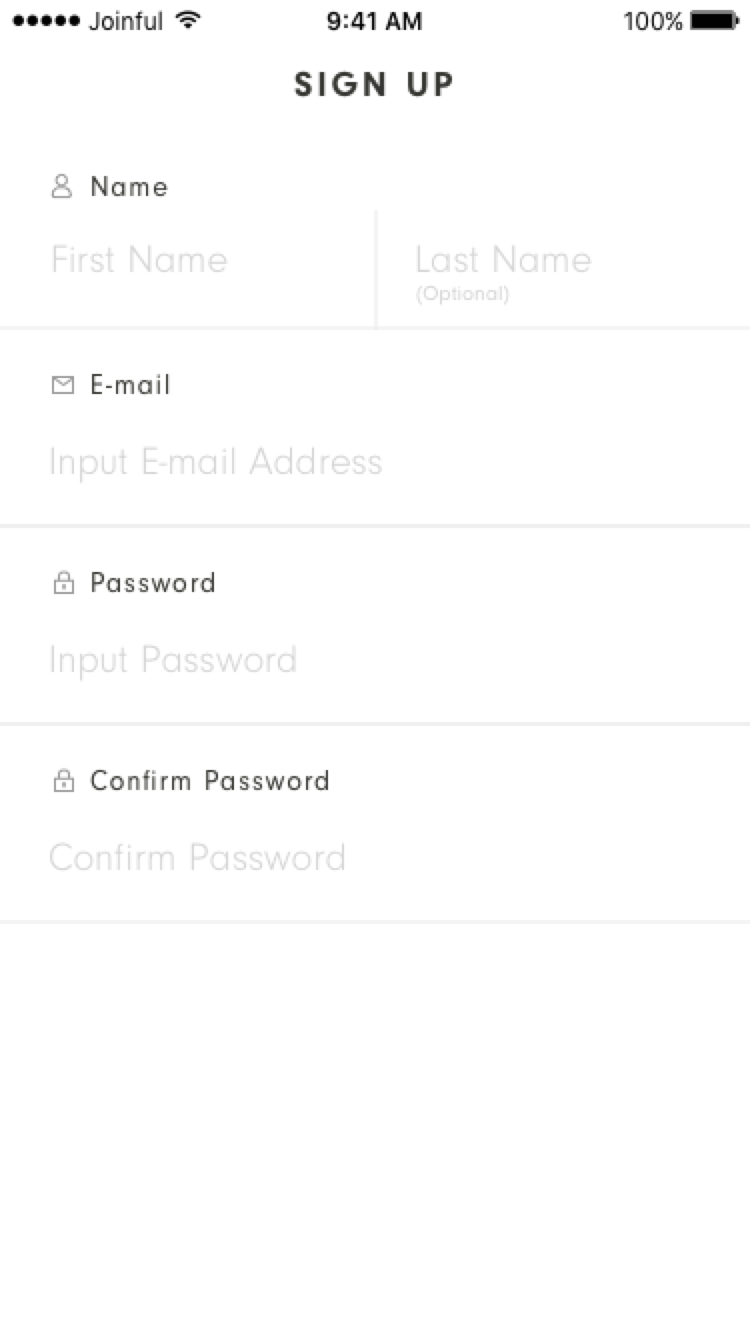 Joinful 9:41 AM 100%
SIGN UP
Name
First Name Last Name
(Optional)
E-mail
Input E-mail Address
Password
Input Password
Confirm Password
Confirm Password